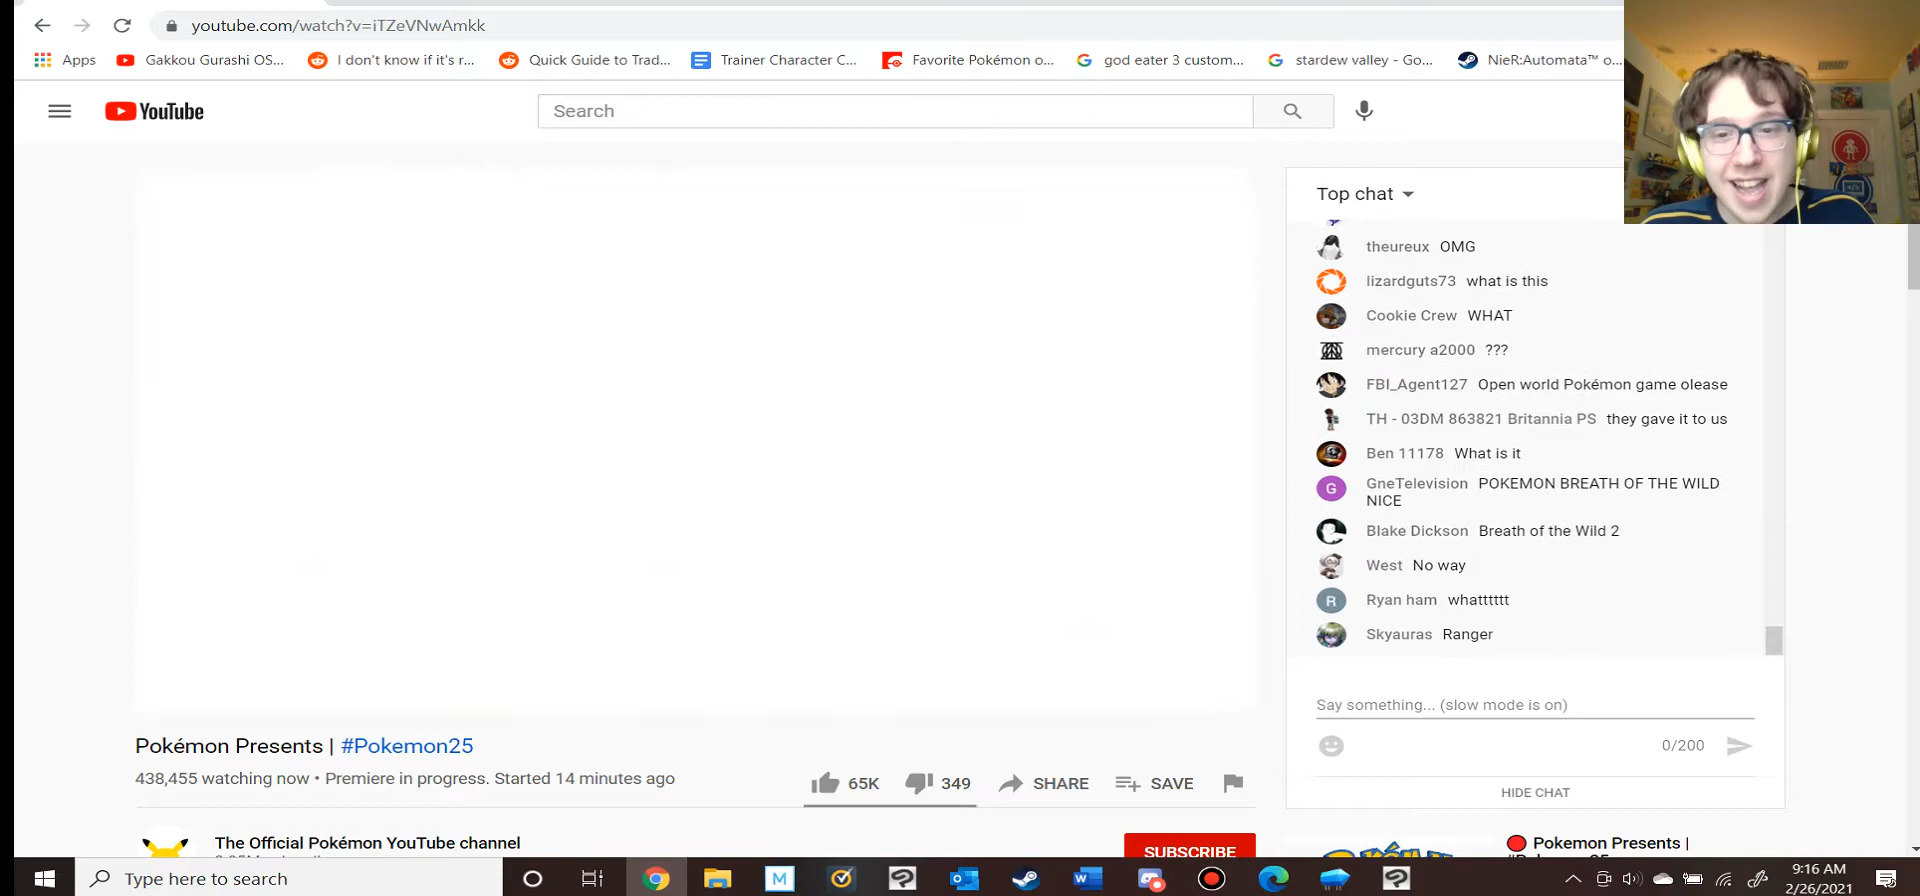 youtube.com/watch?v=iTZeVNwAmkk
Apps Gakkou Gurashi OS... I don't know if it's r... Quick Guide to Trad... Trainer Character C... Favorite Pokémon o... god eater 3 custom... stardew valley - Go... NieR:Automata™ o...
YouTube
Search
Top chat
theureux OMG
lizardguts73 what is this
Cookie Crew WHAT
mercury a2000 ???
FBI_Agent127 Open world Pokémon game olease
TH - 03DM 863821 Britannia PS they gave it to us
Ben 11178 What is it
G GneTelevision POKEMON BREATH OF THE WILD
NICE
Blake Dickson Breath of the Wild 2
West No way
R Ryan ham whatttttt
Skyauras Ranger
Say something... (slow mode is on)
0/200
HIDE CHAT
Pokémon Presents | #Pokemon25
438,455 watching now • Premiere in progress. Started 14 minutes ago
65K 349 SHARE SAVE
The Official Pokémon YouTube channel
SUBSCRIBE
Pokemon Presents |
Type here to search
9:16 AM
2/26/2021